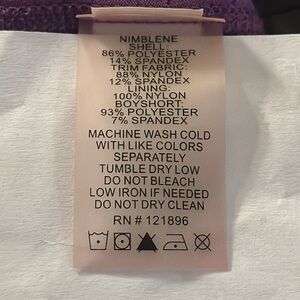 NIMBLENE
SHELL:
86% POLYESTER
14% SPANDEX
TRIM FABRIC:
88% NYLON
12% SPANDEX
LINING:
100% NYLON
BOYSHORT:
93% POLYESTER
7% SPANDEX
MACHINE WASH COLD
WITH LIKE COLORS
SEPARATELY
TUMBLE DRY LOW
DO NOT BLEACH
LOW IRON IF NEEDED
DO NOT DRY CLEAN
RN # 121896